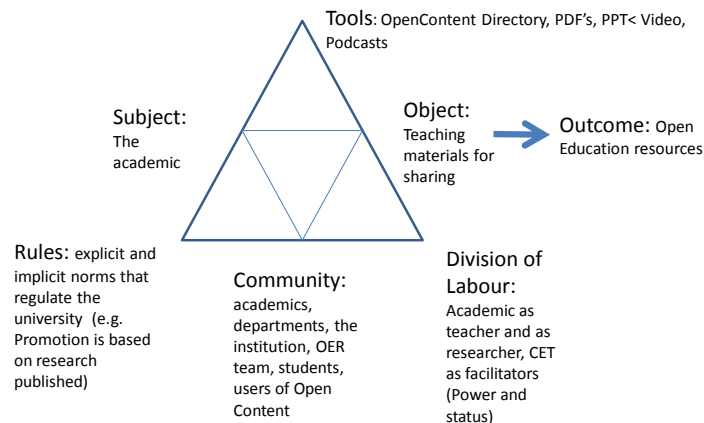 Tools: OpenContent Directory, PDF's, PPT< Video,
Podcasts
Subject:
The
academic
Object:
Teaching
materials for
sharing
Outcome: Open
Education resources
Rules: explicit and
implicit norms that
regulate the
university (e.g.
Promotion is based
on research
published)
Community:
academics,
departments, the
institution, OER
team, students,
users of Open
Content
Division of
Labour:
Academic as
teacher and as
researcher, CET
as facilitators
(Power and
status)